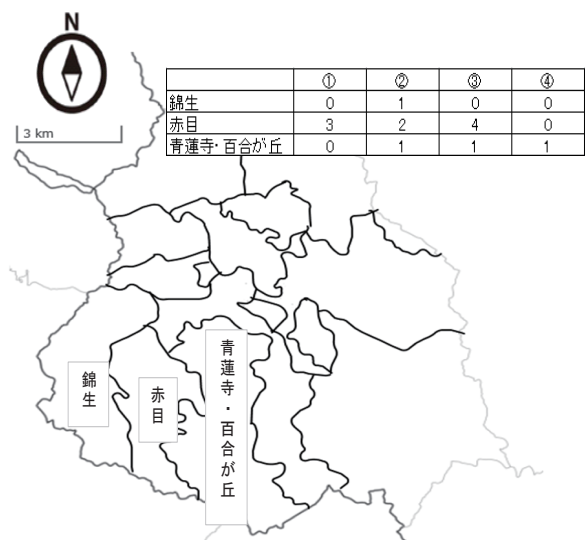 N
3 km
① ② ③ ④
錦生 0 1 0 0
赤目 3 2 4 0
青蓮寺・百合が丘 0 1 1 1
錦生
赤目
青蓮寺・百合が丘